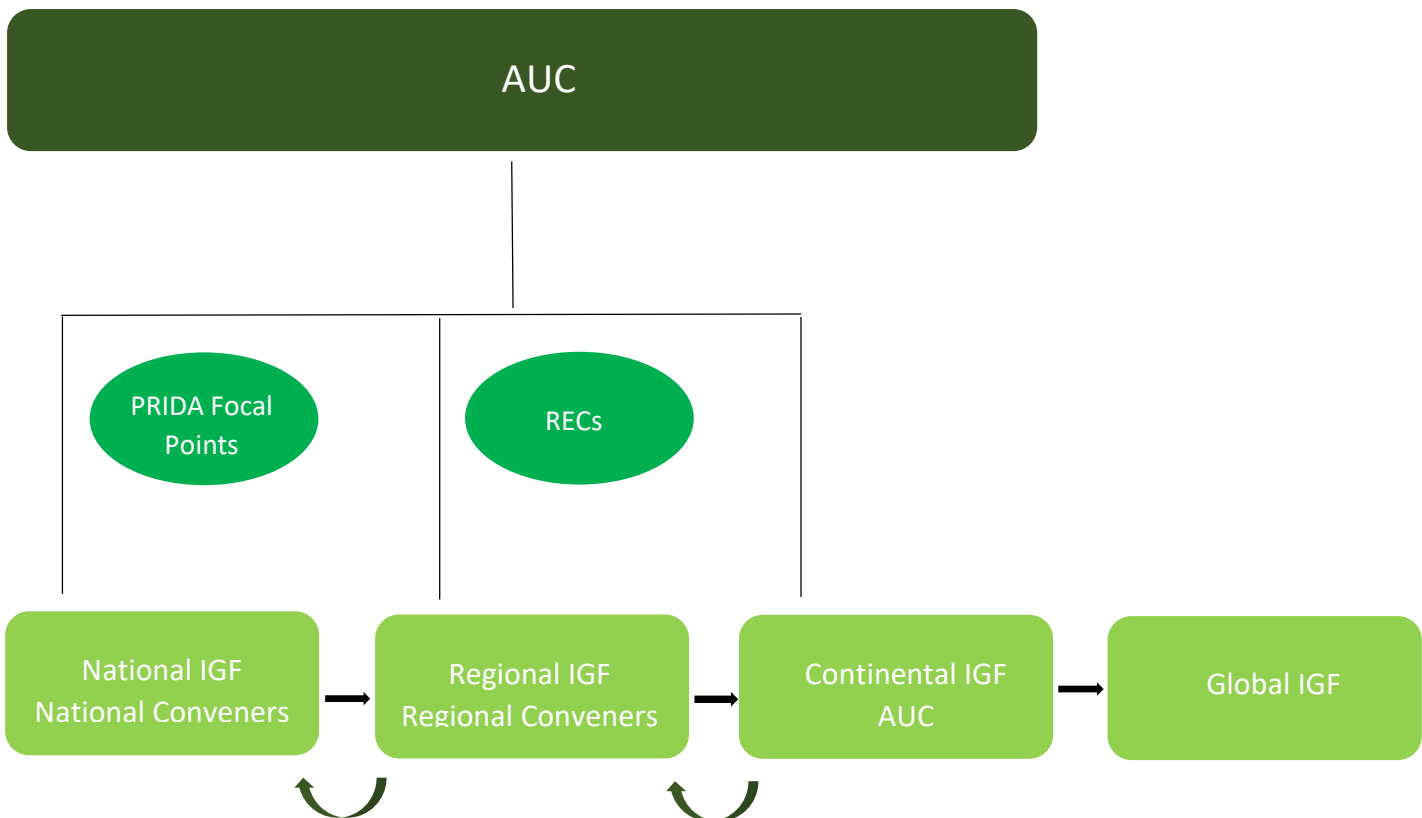 AUC
PRIDA Focal
Points
RECs
National IGF
National Conveners
Regional IGF
Regional Conveners
Continental IGF
AUC
Global IGF